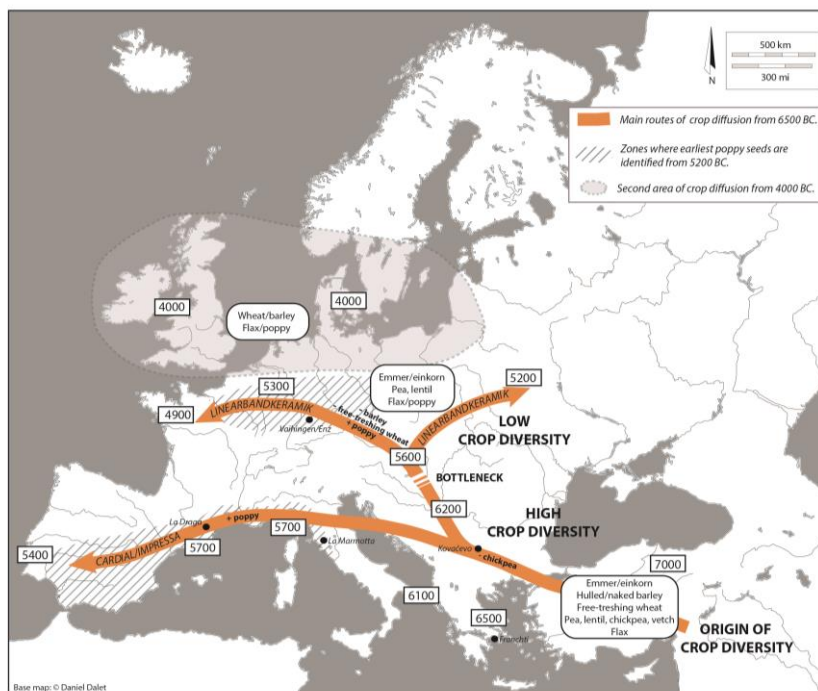 500 km
300 mi
N
Main routes of crop diffusion from 6500 BC.
Zones where earliest poppy seeds are
identified from 5200 BC.
Second area of crop diffusion from 4000 BC.
4000
4000
Wheat/barley
Flax/poppy
5300
Emmer/einkorn
Pea, lentil
Flax/poppy
5200
4900
LINEARBANDKERAMIK
- barley
- free-treshing wheat
+ poppy
LINEARBANDKERAMIK
Vaihingen/Enz
LOW
CROP DIVERSITY
5600
BOTTLENECK
6200
HIGH
CROP DIVERSITY
La Draga
+ poppy
5700
5700
La Marmotta
Kovačevo
- chickpea
5400
CARDIAL/IMPRESSA
7000
Emmer/einkorn
Hulled/naked barley
Free-treshing wheat
Pea, lentil, chickpea, vetch
Flax
6100
6500
Franchti
ORIGIN OF
CROP DIVERSITY
Base map: © Daniel Dalet